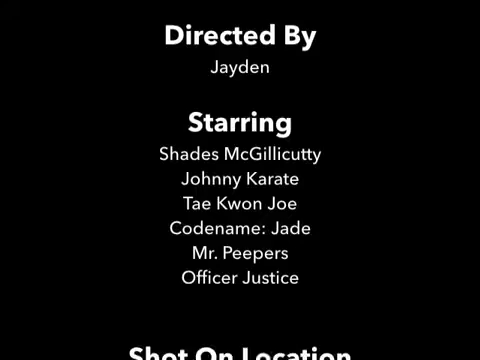 Directed By
Jayden
Starring
Shades McGillicutty
Johnny Karate
Tae Kwon Joe
Codename: Jade
Mr. Peepers
Officer Justice
Shot On Location